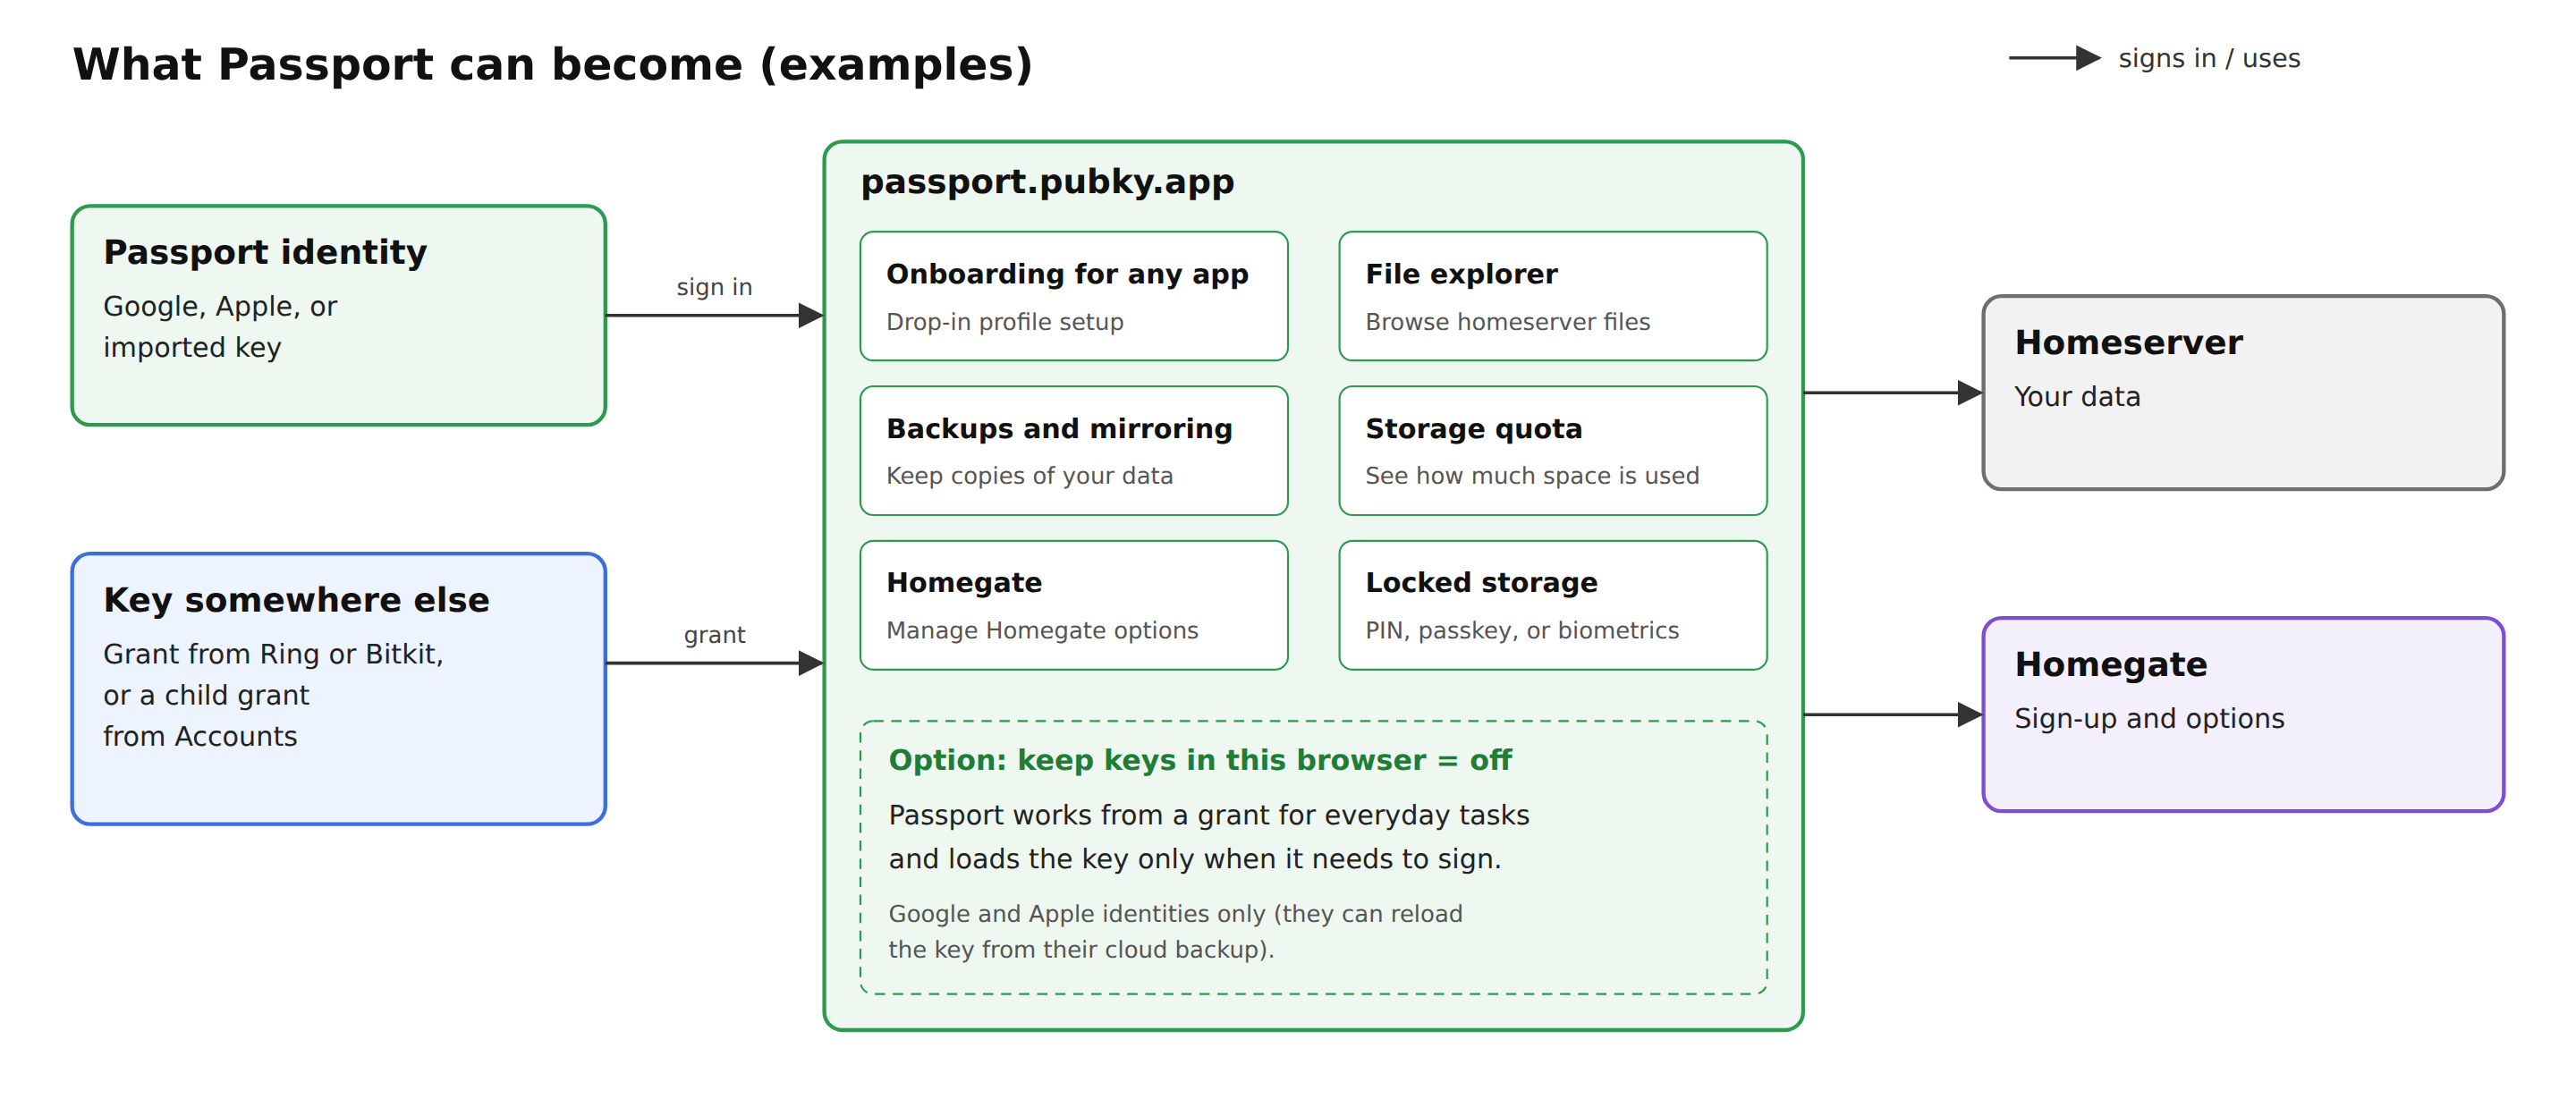 What Passport can become (examples)
signs in / uses
Passport identity
Google, Apple, or
imported key
sign in
Key somewhere else
Grant from Ring or Bitkit,
or a child grant
from Accounts
grant
passport.pubky.app
Onboarding for any app
Drop-in profile setup
File explorer
Browse homeserver files
Backups and mirroring
Keep copies of your data
Storage quota
See how much space is used
Homegate
Manage Homegate options
Locked storage
PIN, passkey, or biometrics
Option: keep keys in this browser = off
Passport works from a grant for everyday tasks
and loads the key only when it needs to sign.
Google and Apple identities only (they can reload
the key from their cloud backup).
Homeserver
Your data
Homegate
Sign-up and options